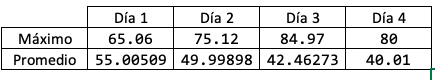 Día 1 Día 2 Día 3 Día 4
Máximo 65.06 75.12 84.97 80
Promedio 55.00509 49.99898 42.46273 40.01